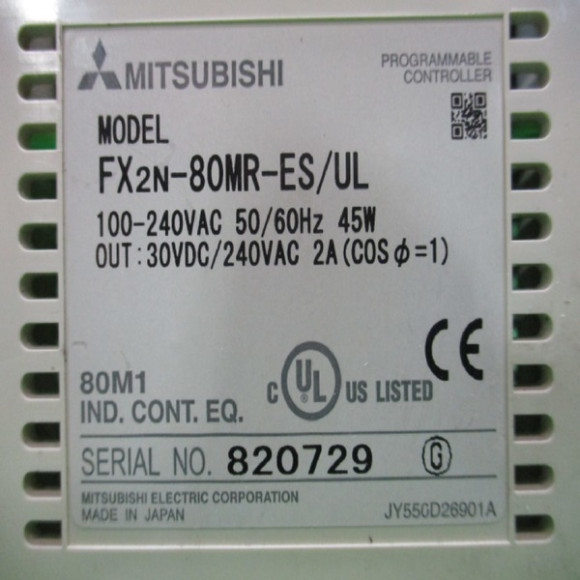 MITSUBISHI
PROGRAMMABLE
CONTROLLER
MODEL
FX2N-80MR-ES/UL
100-240VAC 50/60Hz 45W
OUT:30VDC/240VAC 2A(COSϕ=1)
80M1
IND. CONT. EQ.
C UL US LISTED
CE
SERIAL NO. 820729 G
MITSUBISHI ELECTRIC CORPORATION
MADE IN JAPAN
JY550D26901A